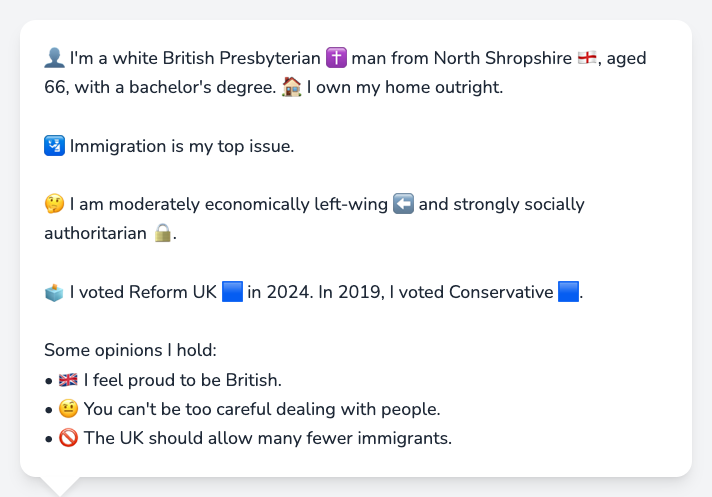 👤 I'm a white British Presbyterian ✝️ man from North Shropshire 🏴󠁧󠁢󠁥󠁮󠁧󠁿, aged
66, with a bachelor's degree. 🏠 I own my home outright.
🛂 Immigration is my top issue.
🤔 I am moderately economically left-wing ⬅️ and strongly socially
authoritarian 🔒.
🗳️ I voted Reform UK 🟦 in 2024. In 2019, I voted Conservative 🟦.
Some opinions I hold:
• 🇬🇧 I feel proud to be British.
• 🤨 You can't be too careful dealing with people.
• 🚫 The UK should allow many fewer immigrants.